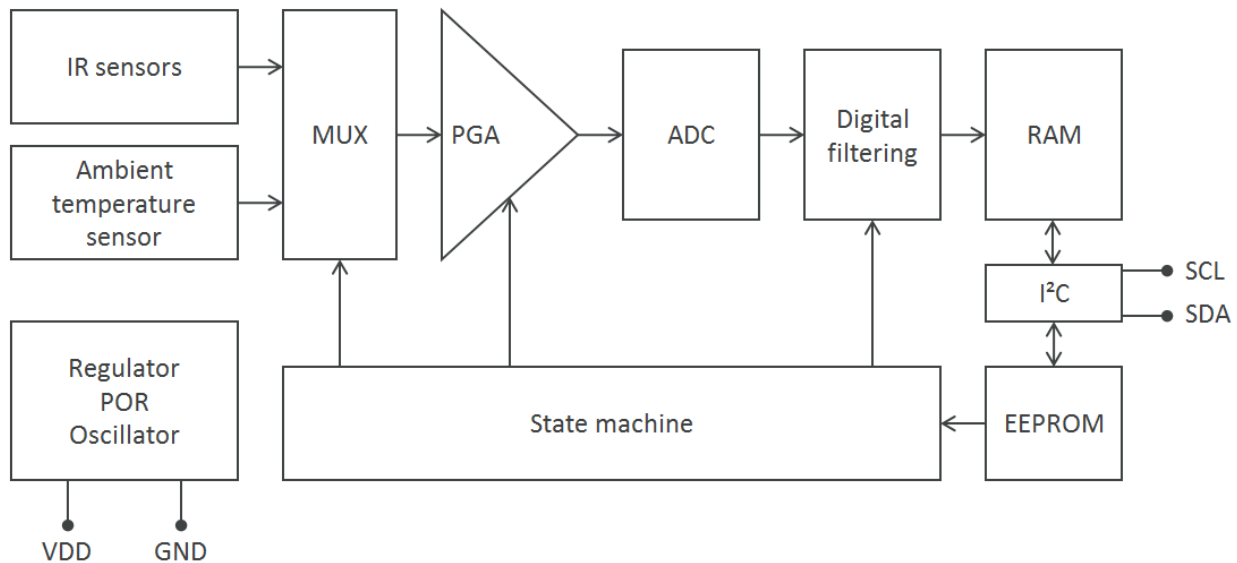 IR sensors
MUX
PGA
ADC
Digital
filtering
RAM
Ambient
temperature
sensor
I²C
SCL
SDA
Regulator
POR
Oscillator
State machine
EEPROM
VDD
GND